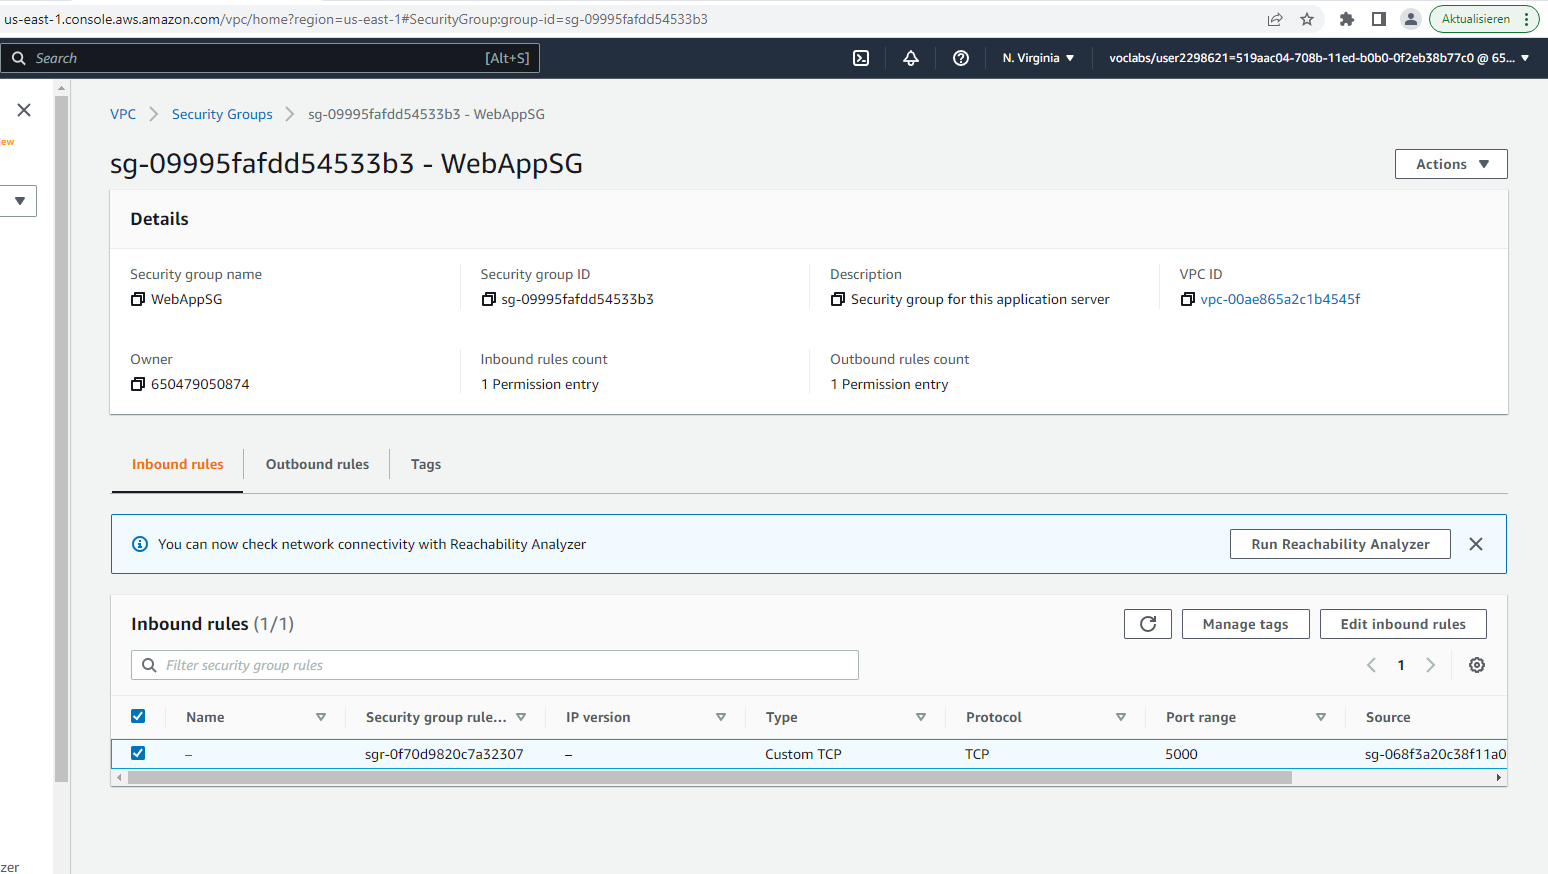 us-east-1.console.aws.amazon.com/vpc/home?region=us-east-1#SecurityGroup:group-id=sg-09995fafdd54533b3
Aktualisieren
Search
[Alt+S]
N. Virginia
voclabs/user2298621=519aac04-708b-11ed-b0b0-0f2eb38b77c0 @ 65...
ew
VPC
Security Groups
sg-09995fafdd54533b3 - WebAppSG
sg-09995fafdd54533b3 - WebAppSG
Actions
Details
Security group name
WebAppSG
Security group ID
sg-09995fafdd54533b3
Description
Security group for this application server
VPC ID
vpc-00ae865a2c1b4545f
Owner
650479050874
Inbound rules count
1 Permission entry
Outbound rules count
1 Permission entry
Inbound rules
Outbound rules
Tags
You can now check network connectivity with Reachability Analyzer
Run Reachability Analyzer
Inbound rules (1/1)
Manage tags
Edit inbound rules
Filter security group rules
1
Name
Security group rule...
IP version
Type
Protocol
Port range
Source
–
sgr-0f70d9820c7a32307
–
Custom TCP
TCP
5000
sg-068f3a20c38f11a0
zer